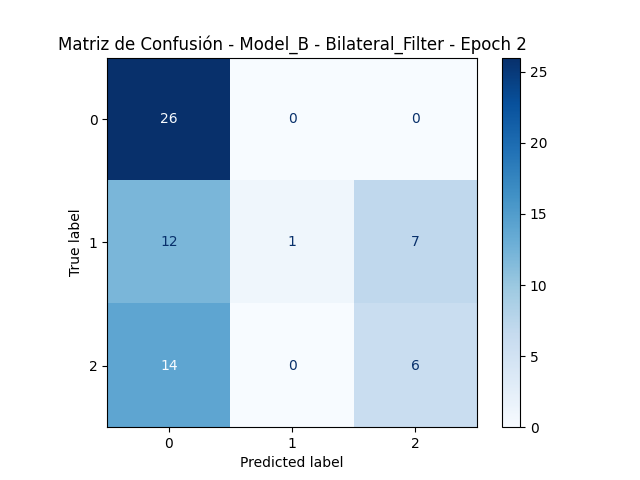 Matriz de Confusión - Model_B - Bilateral_Filter - Epoch 2
0 26 0 0
1 12 1 7
2 14 0 6
0 1 2
True label
Predicted label
25
20
15
10
5
0